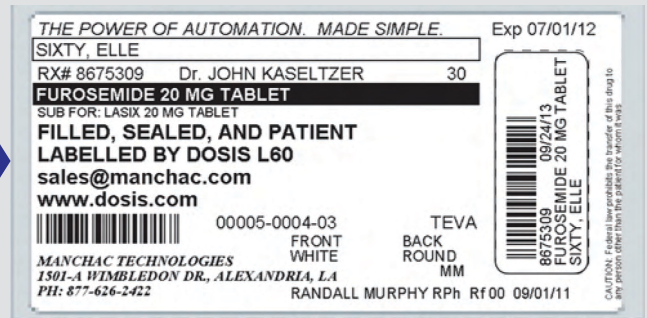 THE POWER OF AUTOMATION. MADE SIMPLE.
Exp 07/01/12
SIXTY, ELLE
RX# 8675309 Dr. JOHN KASELTZER 30
FUROSEMIDE 20 MG TABLET
SUB FOR: LASIX 20 MG TABLET
FILLED, SEALED, AND PATIENT
LABELLED BY DOSIS L60
sales@manchac.com
www.dosis.com
00005-0004-03 TEVA
FRONT BACK
WHITE ROUND
MM
MANCHAC TECHNOLOGIES
1501-A WIMBLEDON DR., ALEXANDRIA, LA
PH: 877-626-2422
RANDALL MURPHY RPh Rf 00 09/01/11
8675309 09/24/13
FUROSEMIDE 20 MG TABLET
SIXTY, ELLE
CAUTION: Federal law prohibits the transfer of this drug to
any person other than the patient for whom it was